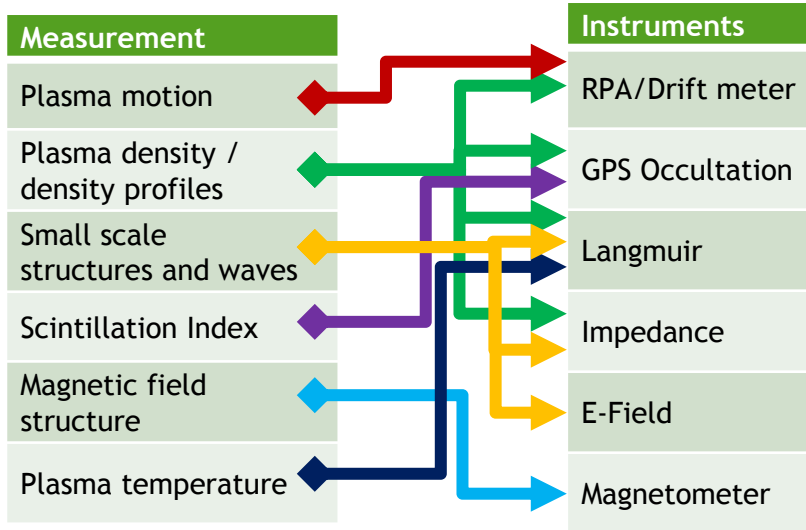 Measurement
Plasma motion
Plasma density /
density profiles
Small scale
structures and waves
Scintillation Index
Magnetic field
structure
Plasma temperature
Instruments
RPA/Drift meter
GPS Occultation
Langmuir
Impedance
E-Field
Magnetometer